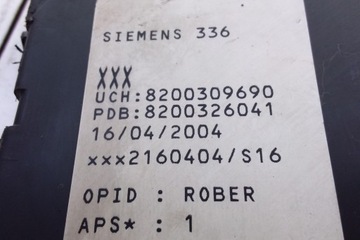 SIEMENS 336
XXX
UCH:8200309690
PDB:8200326041
16/04/2004
xxx2160404/S16
OPID : ROBER
APS* : 1